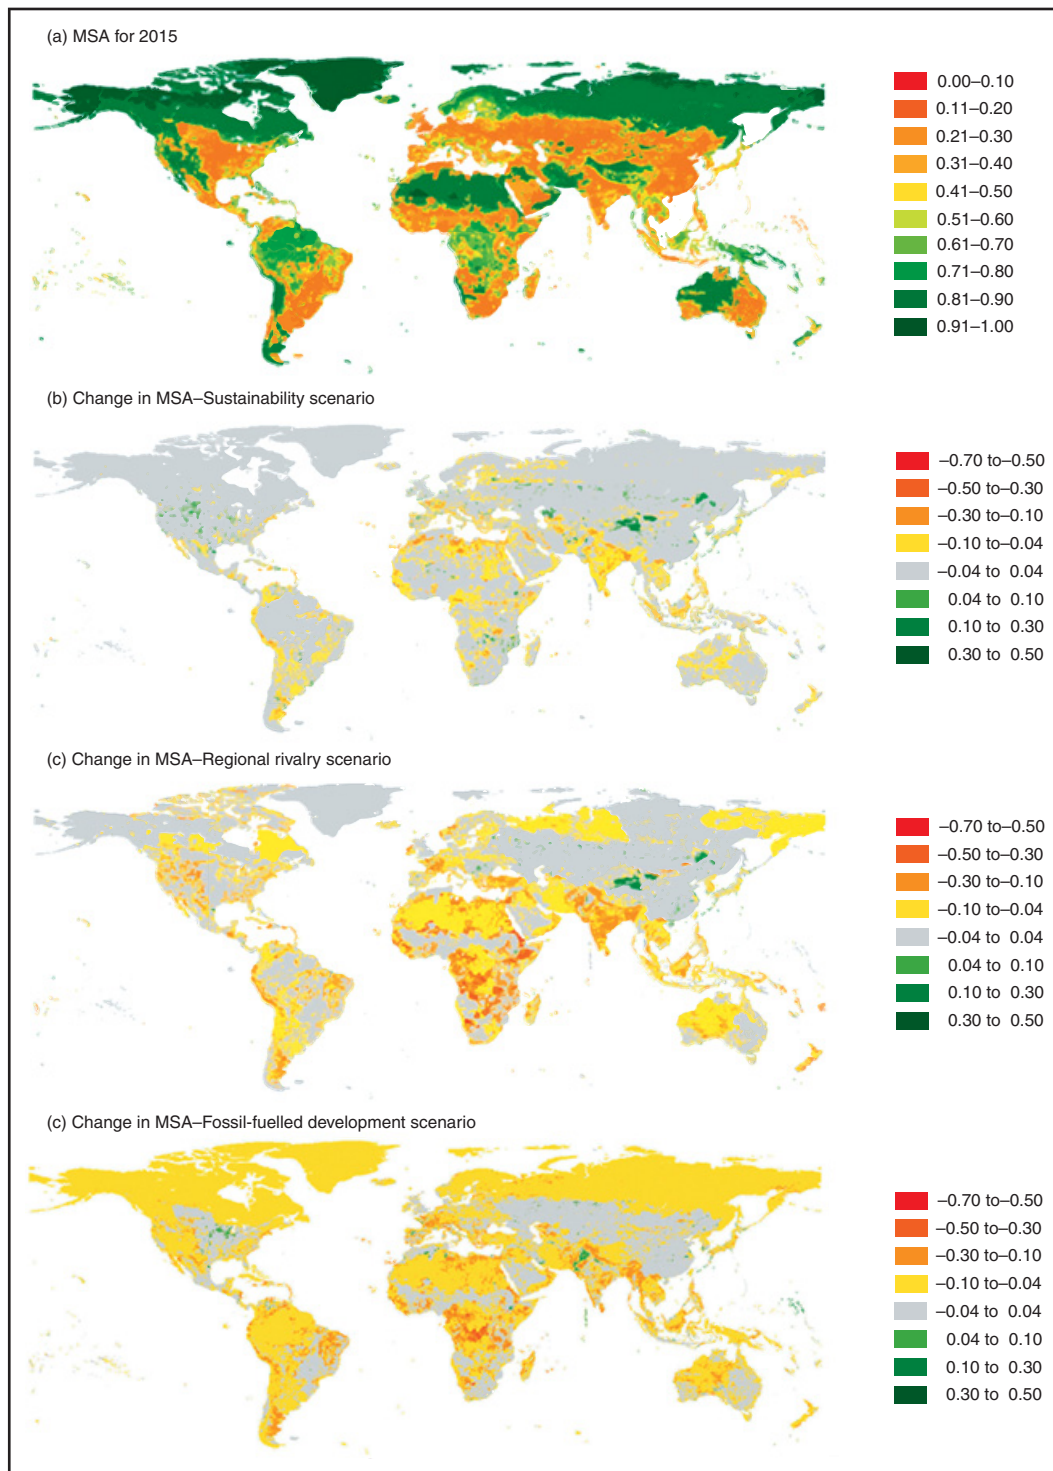 (a) MSA for 2015
0.00–0.10
0.11–0.20
0.21–0.30
0.31–0.40
0.41–0.50
0.51–0.60
0.61–0.70
0.71–0.80
0.81–0.90
0.91–1.00
(b) Change in MSA–Sustainability scenario
–0.70 to–0.50
–0.50 to–0.30
–0.30 to–0.10
–0.10 to–0.04
–0.04 to 0.04
0.04 to 0.10
0.10 to 0.30
0.30 to 0.50
(c) Change in MSA–Regional rivalry scenario
–0.70 to–0.50
–0.50 to–0.30
–0.30 to–0.10
–0.10 to–0.04
–0.04 to 0.04
0.04 to 0.10
0.10 to 0.30
0.30 to 0.50
(c) Change in MSA–Fossil-fuelled development scenario
–0.70 to–0.50
–0.50 to–0.30
–0.30 to–0.10
–0.10 to–0.04
–0.04 to 0.04
0.04 to 0.10
0.10 to 0.30
0.30 to 0.50